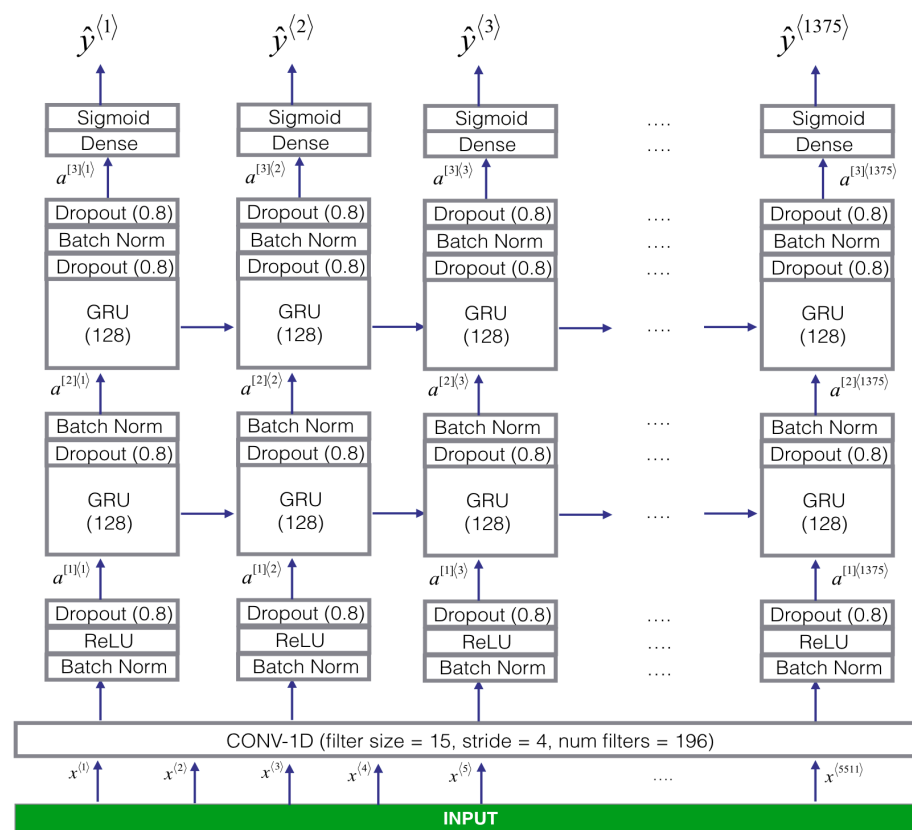 ŷ⟨1⟩ ŷ⟨2⟩ ŷ⟨3⟩ ŷ⟨1375⟩
Sigmoid Sigmoid Sigmoid .... Sigmoid
Dense Dense Dense .... Dense
a[3]⟨1⟩ a[3]⟨2⟩ a[3]⟨3⟩ a[3]⟨1375⟩
Dropout (0.8) Dropout (0.8) Dropout (0.8) .... Dropout (0.8)
Batch Norm Batch Norm Batch Norm .... Batch Norm
Dropout (0.8) Dropout (0.8) Dropout (0.8) .... Dropout (0.8)
GRU GRU GRU GRU
(128) (128) (128) .... (128)
a[2]⟨1⟩ a[2]⟨2⟩ a[2]⟨3⟩ a[2]⟨1375⟩
Batch Norm Batch Norm Batch Norm .... Batch Norm
Dropout (0.8) Dropout (0.8) Dropout (0.8) .... Dropout (0.8)
GRU GRU GRU GRU
(128) (128) (128) .... (128)
a[1]⟨1⟩ a[1]⟨2⟩ a[1]⟨3⟩ a[1]⟨1375⟩
Dropout (0.8) Dropout (0.8) Dropout (0.8) .... Dropout (0.8)
ReLU ReLU ReLU .... ReLU
Batch Norm Batch Norm Batch Norm .... Batch Norm
CONV-1D (filter size = 15, stride = 4, num filters = 196)
x⟨1⟩ x⟨2⟩ x⟨3⟩ x⟨4⟩ x⟨5⟩ .... x⟨5511⟩
INPUT